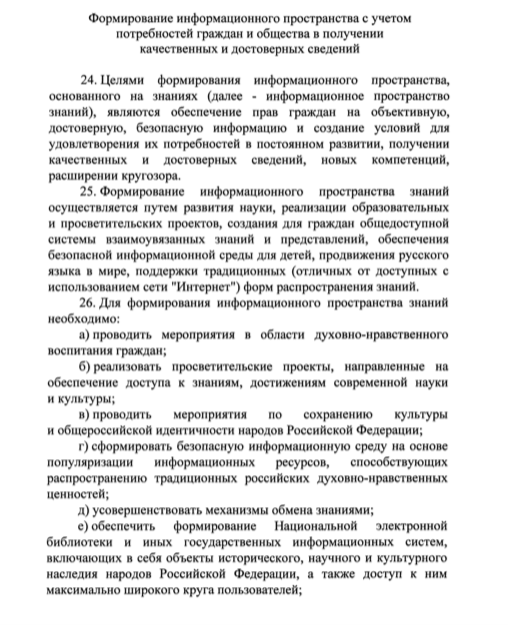 Формирование информационного пространства с учетом
потребностей граждан и общества в получении
качественных и достоверных сведений
24. Целями формирования информационного пространства,
основанного на знаниях (далее - информационное пространство
знаний), являются обеспечение прав граждан на объективную,
достоверную, безопасную информацию и создание условий для
удовлетворения их потребностей в постоянном развитии, получении
качественных и достоверных сведений, новых компетенций,
расширении кругозора.
25. Формирование информационного пространства знаний
осуществляется путем развития науки, реализации образовательных
и просветительских проектов, создания для граждан общедоступной
системы взаимоувязанных знаний и представлений, обеспечения
безопасной информационной среды для детей, продвижения русского
языка в мире, поддержки традиционных (отличных от доступных с
использованием сети "Интернет") форм распространения знаний.
26. Для формирования информационного пространства знаний
необходимо:
а) проводить мероприятия в области духовно-нравственного
воспитания граждан;
б) реализовать просветительские проекты, направленные на
обеспечение доступа к знаниям, достижениям современной науки
и культуры;
в) проводить мероприятия по сохранению культуры
и общероссийской идентичности народов Российской Федерации;
г) сформировать безопасную информационную среду на основе
популяризации информационных ресурсов, способствующих
распространению традиционных российских духовно-нравственных
ценностей;
д) усовершенствовать механизмы обмена знаниями;
е) обеспечить формирование Национальной электронной
библиотеки и иных государственных информационных систем,
включающих в себя объекты исторического, научного и культурного
наследия народов Российской Федерации, а также доступ к ним
максимально широкого круга пользователей;